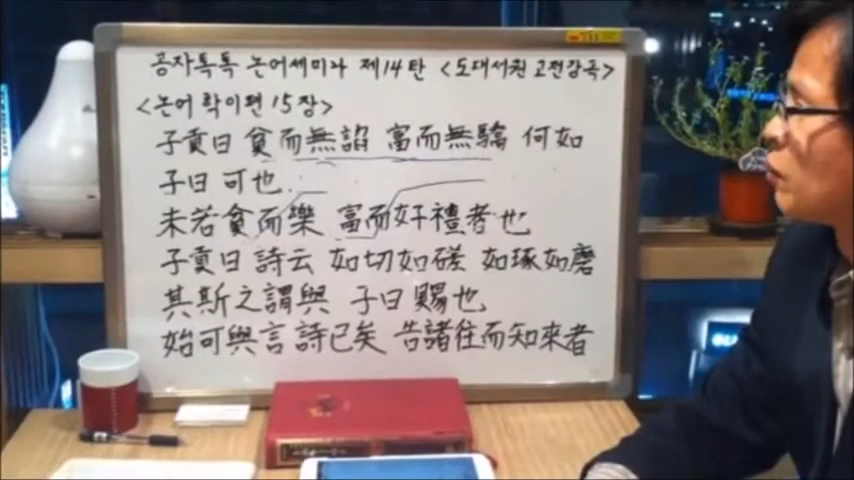 공자톡톡 논어세미나 제14탄 <도대서원 고전강독>
<논어 학이편 15장>
子貢曰 貧而無諂 富而無驕 何如
子曰 可也
未若貧而樂 富而好禮者也
子貢曰 詩云 如切如磋 如琢如磨
其斯之謂與 子曰 賜也
始可與言詩已矣 告諸往而知來者